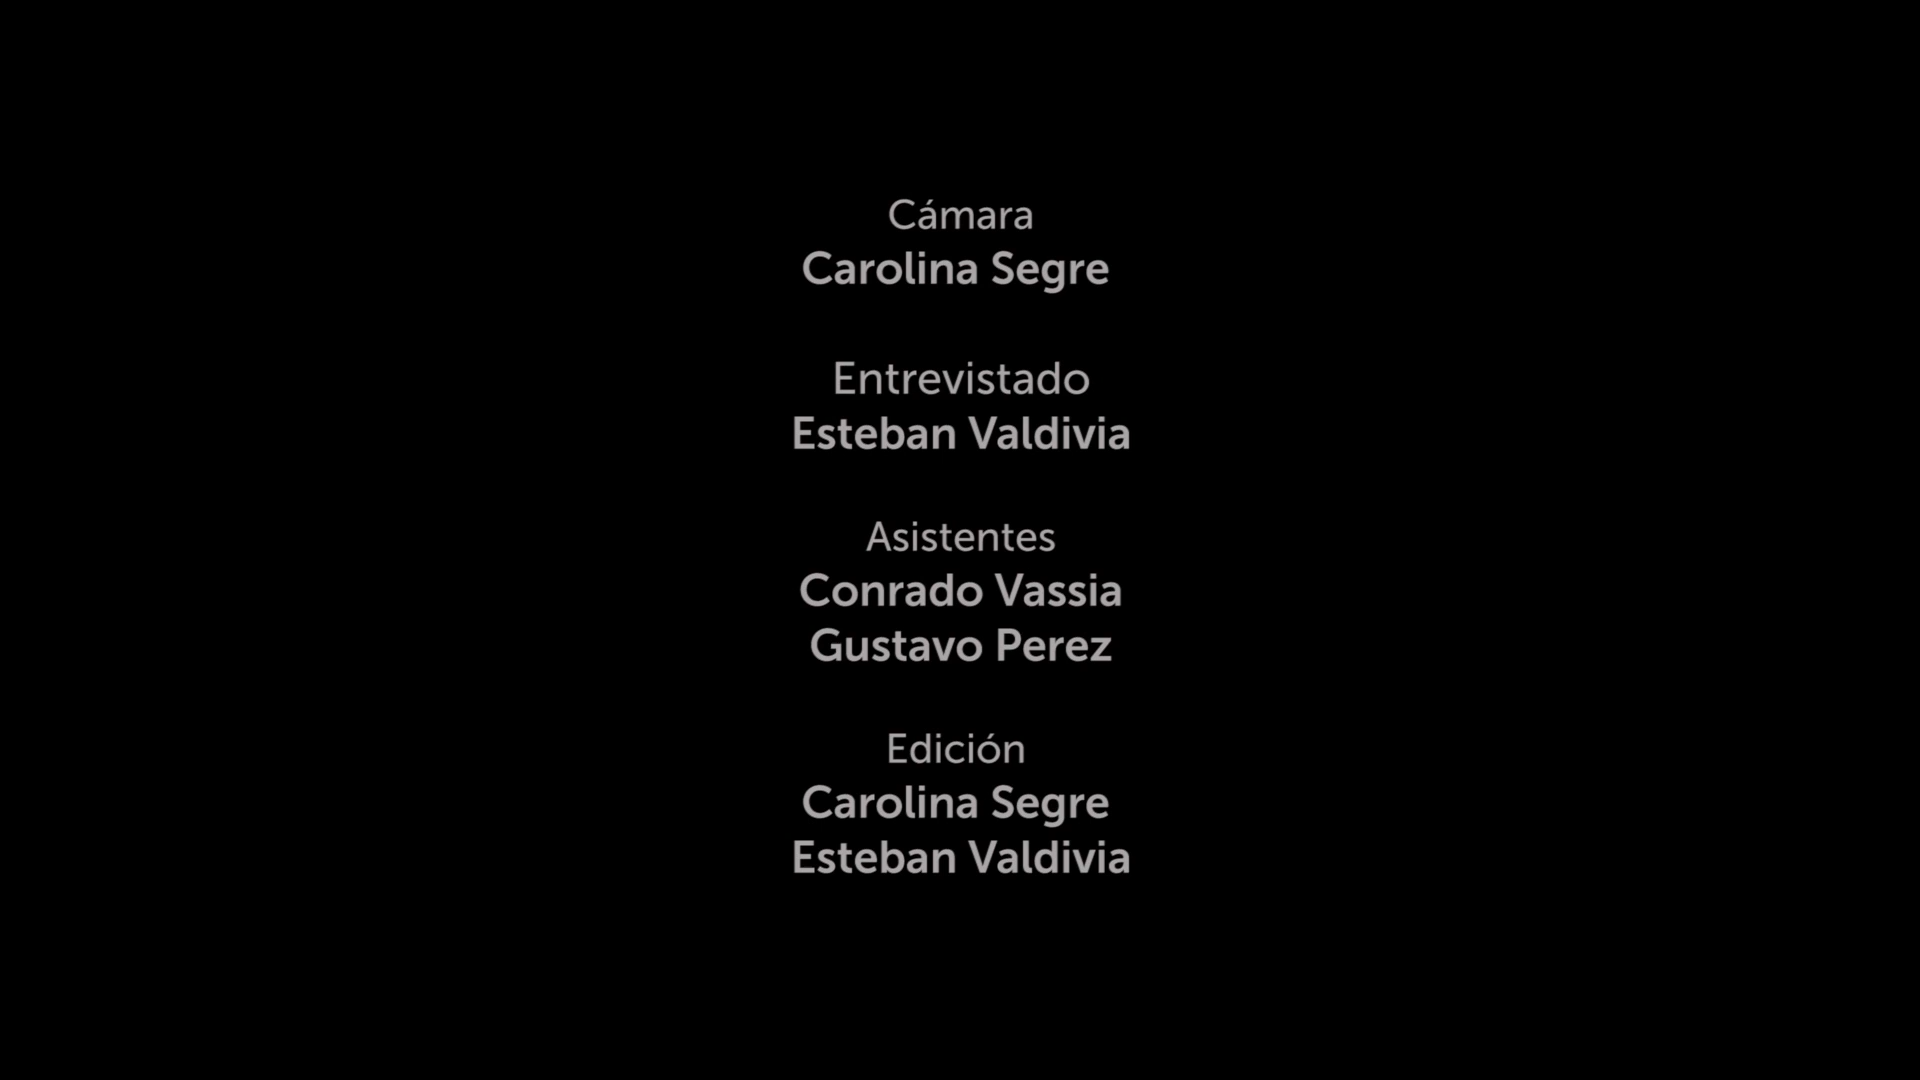 Cámara
Carolina Segre
Entrevistado
Esteban Valdivia
Asistentes
Conrado Vassia
Gustavo Perez
Edición
Carolina Segre
Esteban Valdivia